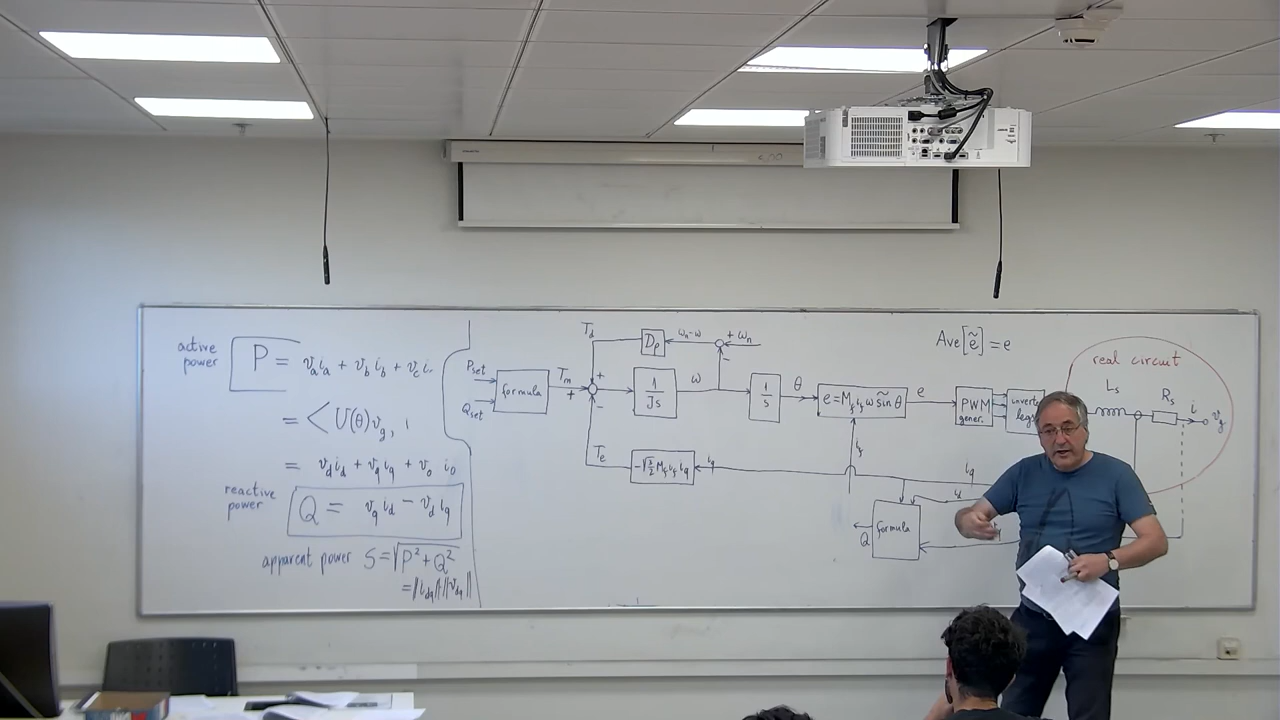 active
power
P = v_a i_a + v_b i_b + v_c i_c
= <U(θ)v_g, i
= v_d i_d + v_q i_q + v_o i_o
reactive
power
Q = v_q i_d − v_d i_q
apparent power S = √P² + Q²
= ‖i_dq‖·‖v_dq‖
P_set
Q_set
formula
T_m
+
T_d
+
−
T_e
D_p
ω_n−ω
+ ω_n
−
1/Js
ω
1/s
θ
e = M_f i_f ω s̃in θ
e
PWM
gener.
legs
Ave[ẽ] = e
real circuit
L_s
R_s
i
v_g
−√3/2 M_f i_f i_q
i_q
i_f
i_q
i_d
formula
Q